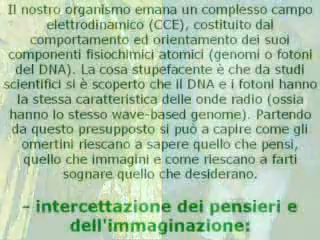 Il nostro organismo emana un complesso campo
elettrodinamico (CCE), costituito dal
comportamento ed orientamento dei suoi
componenti fisiochimici atomici (genomi o fotoni
del DNA). La cosa stupefacente è che da studi
scientifici si è scoperto che il DNA e i fotoni hanno
la stessa caratteristica delle onde radio (ossia
hanno lo stesso wave-based genome). Partendo
da questo presupposto si può a capire come gli
omertini riescano a sapere quello che pensi,
quello che immagini e come riescano a farti
sognare quello che desiderano.
- intercettazione dei pensieri e
dell'immaginazione: